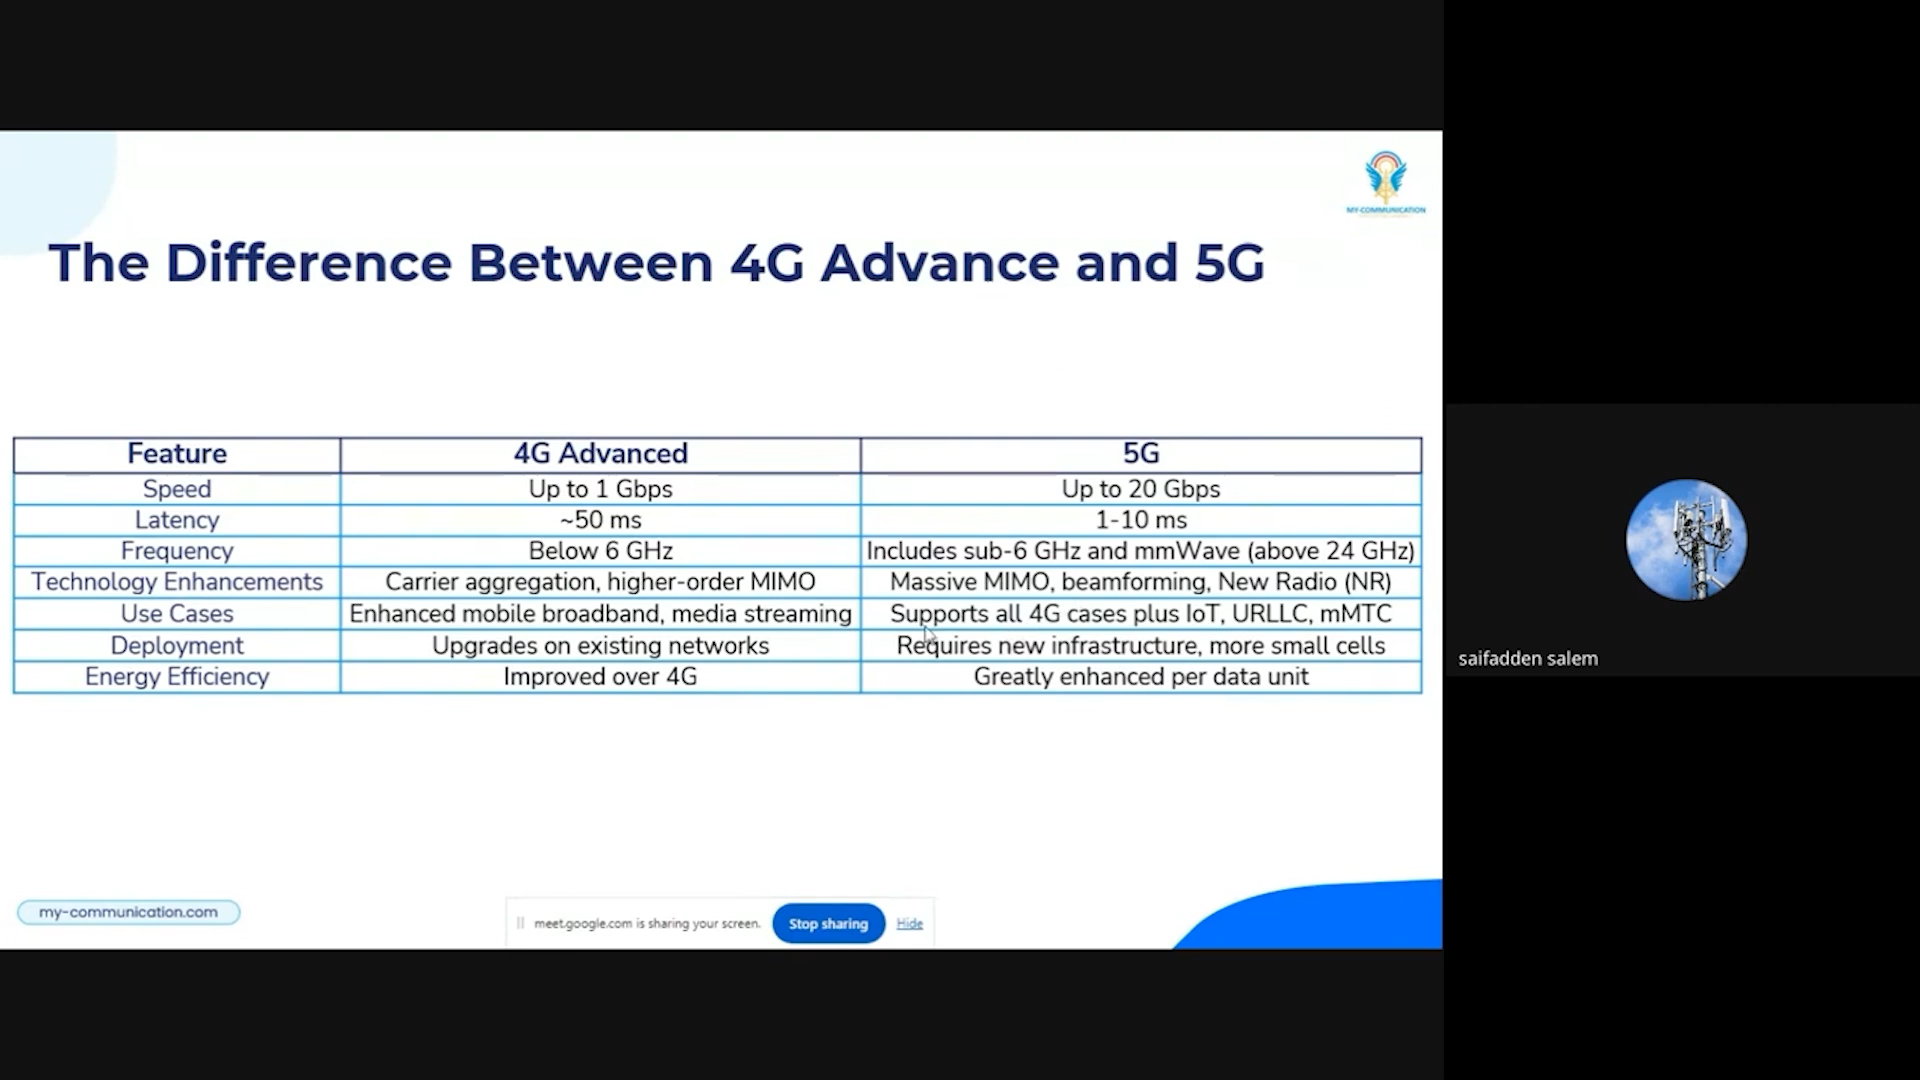 MY-COMMUNICATION
The Difference Between 4G Advance and 5G
Feature 4G Advanced 5G
Speed Up to 1 Gbps Up to 20 Gbps
Latency ~50 ms 1-10 ms
Frequency Below 6 GHz Includes sub-6 GHz and mmWave (above 24 GHz)
Technology Enhancements Carrier aggregation, higher-order MIMO Massive MIMO, beamforming, New Radio (NR)
Use Cases Enhanced mobile broadband, media streaming Supports all 4G cases plus IoT, URLLC, mMTC
Deployment Upgrades on existing networks Requires new infrastructure, more small cells
Energy Efficiency Improved over 4G Greatly enhanced per data unit
saifadden salem
my-communication.com
meet.google.com is sharing your screen. Stop sharing Hide